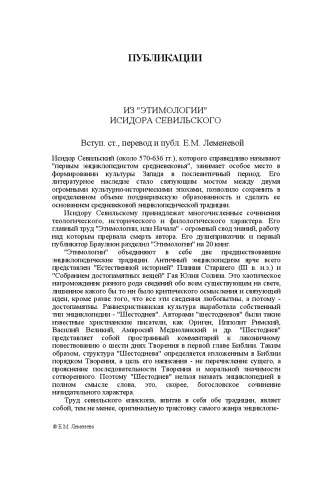 ПУБЛИКАЦИИ
ИЗ "ЭТИМОЛОГИИ"
ИСИДОРА СЕВИЛЬСКОГО
Вступ. ст., перевод и публ. Е.М. Леменевой
Исидор Севильский (около 570-636 гг.), которого справедливо называют
"первым энциклопедистом средневековья", занимает особое место в
формировании культуры Запада в послеантичный период. Его
литературное наследие стало связующим мостом между двумя
огромными культурно-историческими эпохами, позволило сохранить в
определенном объеме позднеримскую образованность и сделать ее
основанием средневековой энциклопедической традиции.
Исидору Севильскому принадлежат многочисленные сочинения
теологического, исторического и грамматического характеров. Его
главный труд "Этимологии, или Начала" - огромный свод знаний, работу
над которым прервала смерть автора. Его душеприказчик и первый
публикатор Браулион разделил "Этимологии" на 20 книг.
"Этимологии" объединяют в себе две предшествовавшие
энциклопедические традиции. Античный энциклопедизм ярче всего
представлен "Естественной историей" Плиния Старшего (III в. н.э.) и
"Собранием достопамятных вещей" Гая Юлия Солина. Это хаотическое
нагромождение разного рода сведений обо всем существующем на свете,
лишенное какого бы то ни было критического осмысления и связующей
идеи, кроме разве того, что все эти сведения любопытны, а потому -
достопамятны. Раннехристианская культура выработала собственный
тип энциклопедии - "Шестоднев". Авторами "шестодневов" были такие
известные христианские писатели, как Ориген, Ипполит Римский,
Василий Великий, Амвросий Медиоланский и др. "Шестоднев"
представляет собой пространный комментарий к лаконичному
повествованию о шести днях Творения в первой главе Библии. Таким
образом, структура "Шестоднева" определяется изложенным в Библии
порядком Творения, а цель его написания - не перечисление сущего, а
прояснение последовательности Творения и моральной значимости
сотворенного. Поэтому "Шестоднев" нельзя назвать энциклопедией в
полном смысле слова, это, скорее, богословское сочинение
назидательного характера.
Труд севильского епископа, впитав в себя обе традиции, являет
собой, тем не менее, оригинальную трактовку самого жанра энциклопе-
© Е.М. Леменева